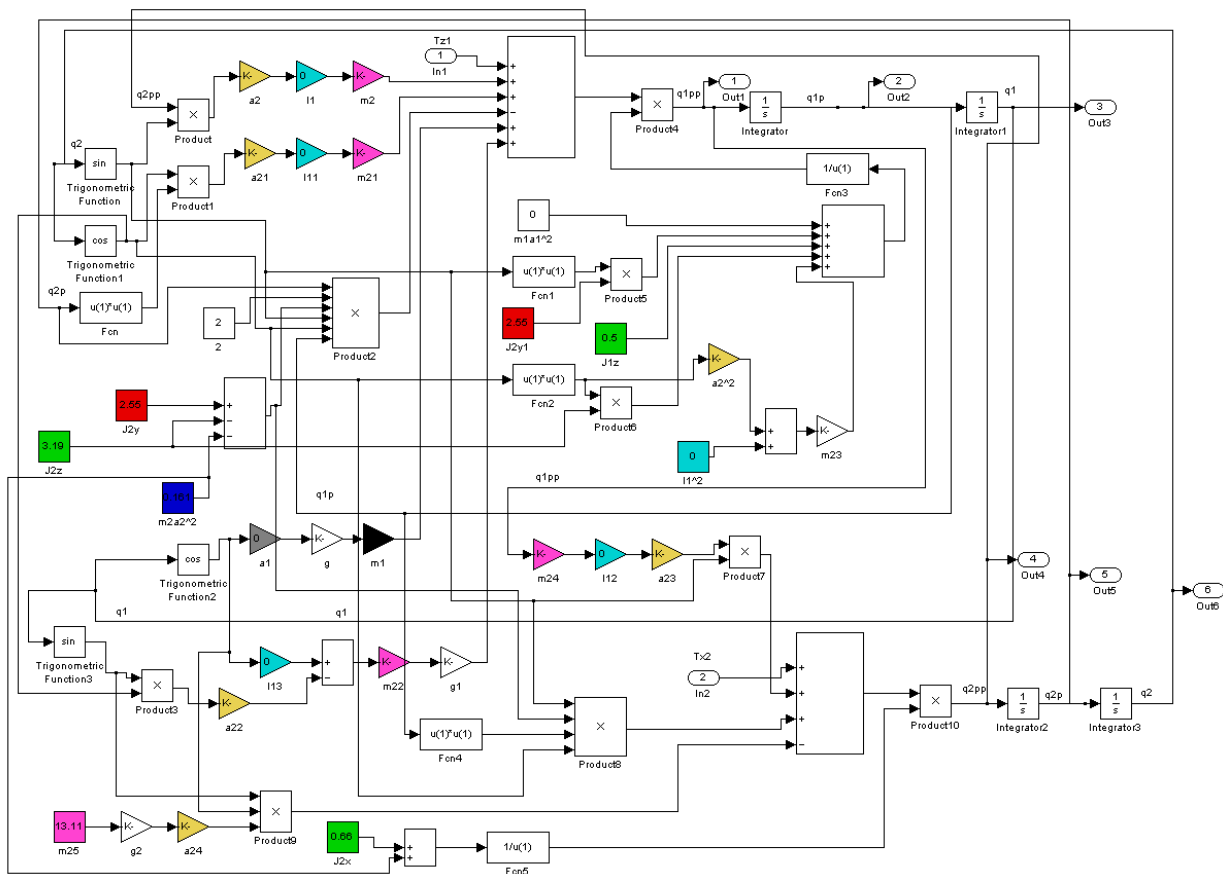 Tz1
1
In1
q2pp
K-
a2
0
l1
K-
m2
+
+
+
−
+
+
×
Product
q2
sin
Trigonometric
Function
K-
a21
0
l11
K-
m21
×
Product1
×
Product4
q1pp
1
Out1
1
s
Integrator
q1p
2
Out2
1
s
Integrator1
q1
3
Out3
cos
Trigonometric
Function1
q2p
u(1)*u(1)
Fcn
2
2
×
Product2
1/u(1)
Fcn3
0
m1a1^2
+
+
+
+
+
u(1)*u(1)
Fcn1
×
Product5
2.55
J2y1
0.5
J1z
u(1)*u(1)
Fcn2
×
Product6
K-
a2^2
+
+
K-
m23
0
l1^2
2.55
J2y
+
−
−
3.19
J2z
m2a2^2
q1p
q1pp
0
a1
K-
g
m1
cos
Trigonometric
Function2
K-
m24
0
l12
K-
a23
×
Product7
4
Out4
5
Out5
6
Out6
q1
q1
sin
Trigonometric
Function3
×
Product3
K-
a22
0
l13
+
−
K-
m22
K-
g1
u(1)*u(1)
Fcn4
×
Product8
Tx2
2
In2
+
+
+
−
×
Product10
q2pp
1
s
Integrator2
q2p
1
s
Integrator3
q2
13.11
m25
K-
g2
K-
a24
×
Product9
0.66
J2x
+
+
1/u(1)
Fcn5